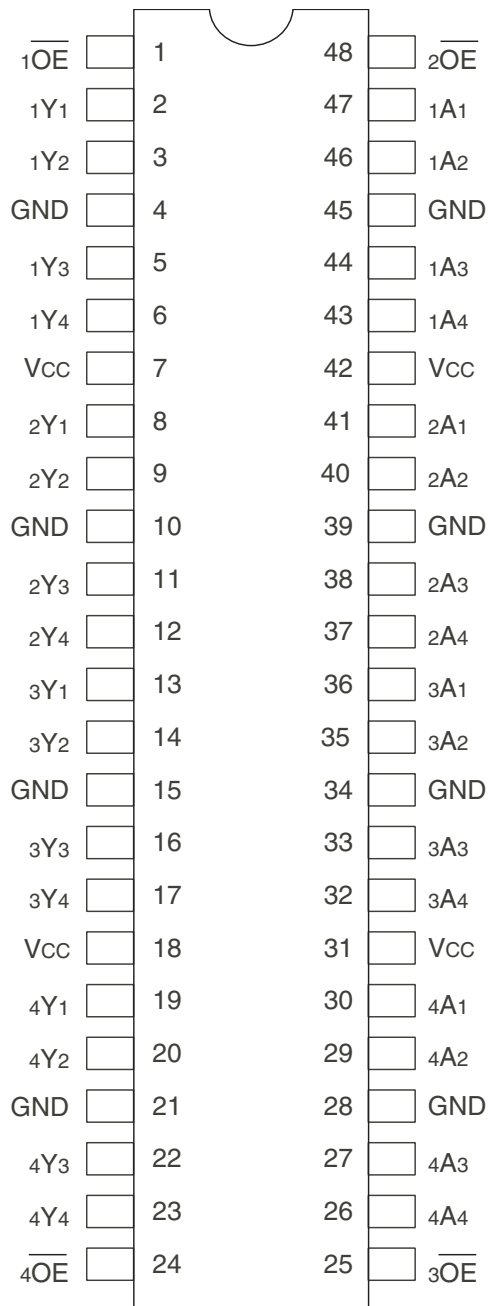 1O̅E̅ 1 48 2O̅E̅
1Y1 2 47 1A1
1Y2 3 46 1A2
GND 4 45 GND
1Y3 5 44 1A3
1Y4 6 43 1A4
VCC 7 42 VCC
2Y1 8 41 2A1
2Y2 9 40 2A2
GND 10 39 GND
2Y3 11 38 2A3
2Y4 12 37 2A4
3Y1 13 36 3A1
3Y2 14 35 3A2
GND 15 34 GND
3Y3 16 33 3A3
3Y4 17 32 3A4
VCC 18 31 VCC
4Y1 19 30 4A1
4Y2 20 29 4A2
GND 21 28 GND
4Y3 22 27 4A3
4Y4 23 26 4A4
4O̅E̅ 24 25 3O̅E̅